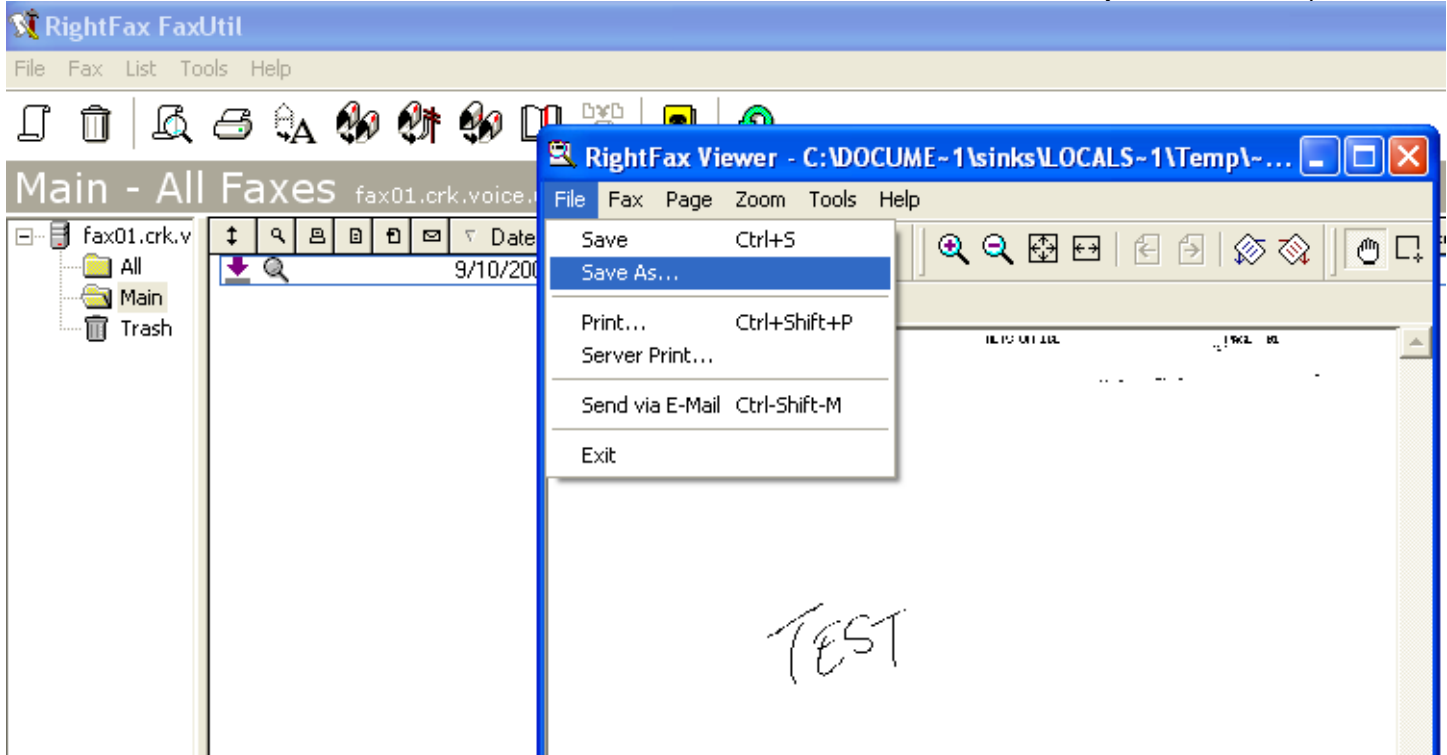 RightFax FaxUtil
File Fax List Tools Help
A
Main - All Faxes fax01.crk.voice.
fax01.crk.v
All
Main
Trash
Date
9/10/200
RightFax Viewer - C:\DOCUME~1\sinks\LOCALS~1\Temp\~...
File Fax Page Zoom Tools Help
Save Ctrl+S
Save As...
Print... Ctrl+Shift+P
Server Print...
Send via E-Mail Ctrl-Shift-M
Exit
TEST